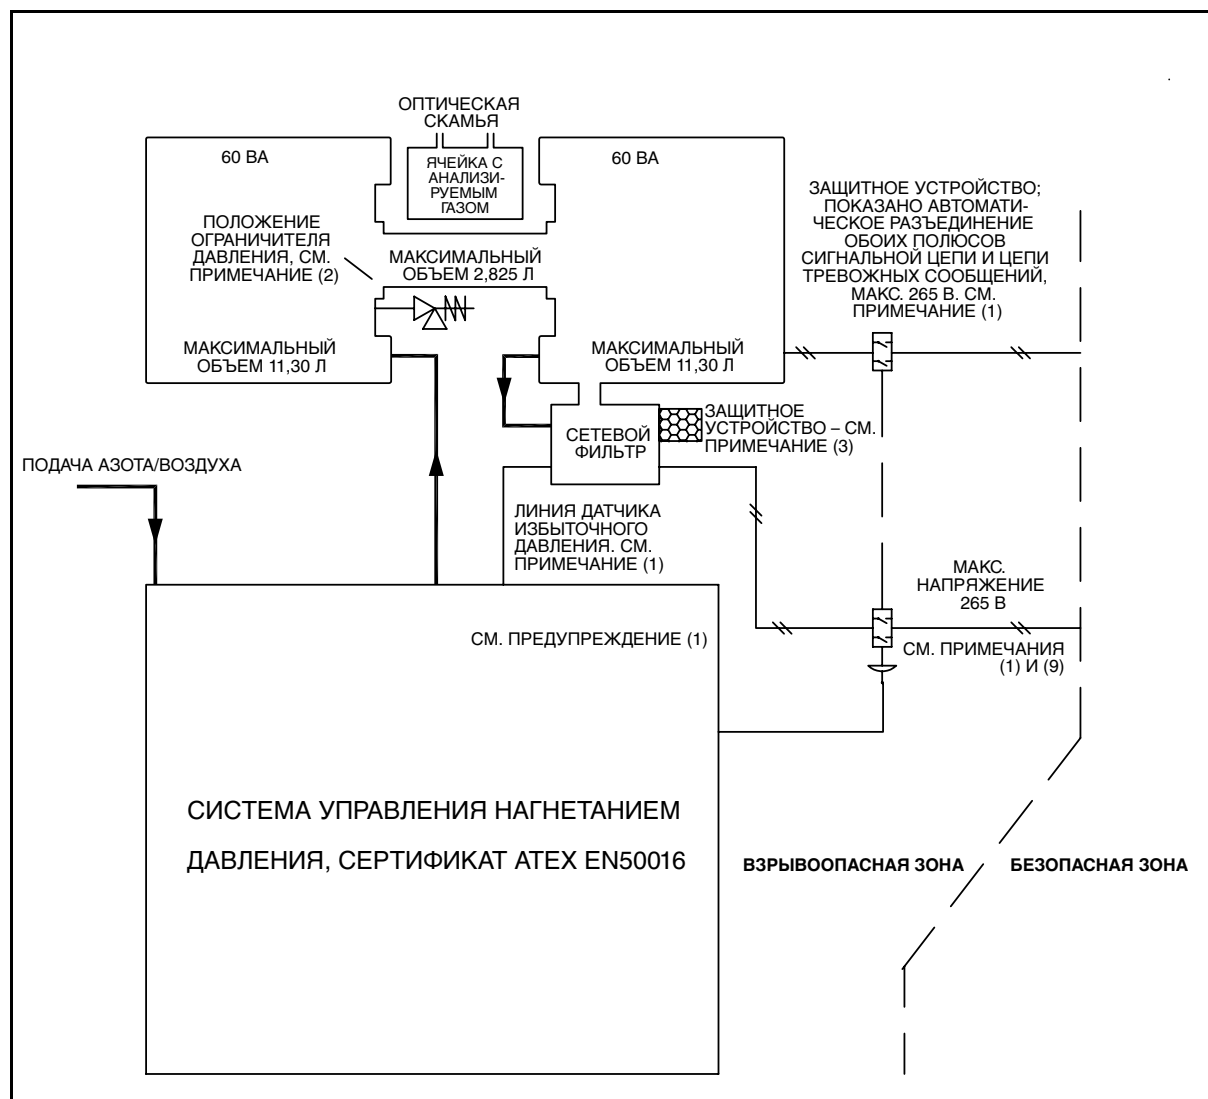 ОПТИЧЕСКАЯ
СКАМЬЯ
60 ВА
ЯЧЕЙКА С
АНАЛИЗИ-
РУЕМЫМ
ГАЗОМ
60 ВА
ПОЛОЖЕНИЕ
ОГРАНИЧИТЕЛЯ
ДАВЛЕНИЯ, СМ.
ПРИМЕЧАНИЕ (2)
МАКСИМАЛЬНЫЙ
ОБЪЕМ 2,825 Л
ЗАЩИТНОЕ УСТРОЙСТВО;
ПОКАЗАНО АВТОМАТИ-
ЧЕСКОЕ РАЗЪЕДИНЕНИЕ
ОБОИХ ПОЛЮСОВ
СИГНАЛЬНОЙ ЦЕПИ И ЦЕПИ
ТРЕВОЖНЫХ СООБЩЕНИЙ,
МАКС. 265 В. СМ.
ПРИМЕЧАНИЕ (1)
МАКСИМАЛЬНЫЙ
ОБЪЕМ 11,30 Л
МАКСИМАЛЬНЫЙ
ОБЪЕМ 11,30 Л
СЕТЕВОЙ
ФИЛЬТР
ЗАЩИТНОЕ
УСТРОЙСТВО – СМ.
ПРИМЕЧАНИЕ (3)
ПОДАЧА АЗОТА/ВОЗДУХА
ЛИНИЯ ДАТЧИКА
ИЗБЫТОЧНОГО
ДАВЛЕНИЯ. СМ.
ПРИМЕЧАНИЕ (1)
МАКС.
НАПРЯЖЕНИЕ
265 В
СМ. ПРЕДУПРЕЖДЕНИЕ (1)
СМ. ПРИМЕЧАНИЯ
(1) И (9)
СИСТЕМА УПРАВЛЕНИЯ НАГНЕТАНИЕМ
ДАВЛЕНИЯ, СЕРТИФИКАТ ATEX EN50016
ВЗРЫВООПАСНАЯ ЗОНА
БЕЗОПАСНАЯ ЗОНА